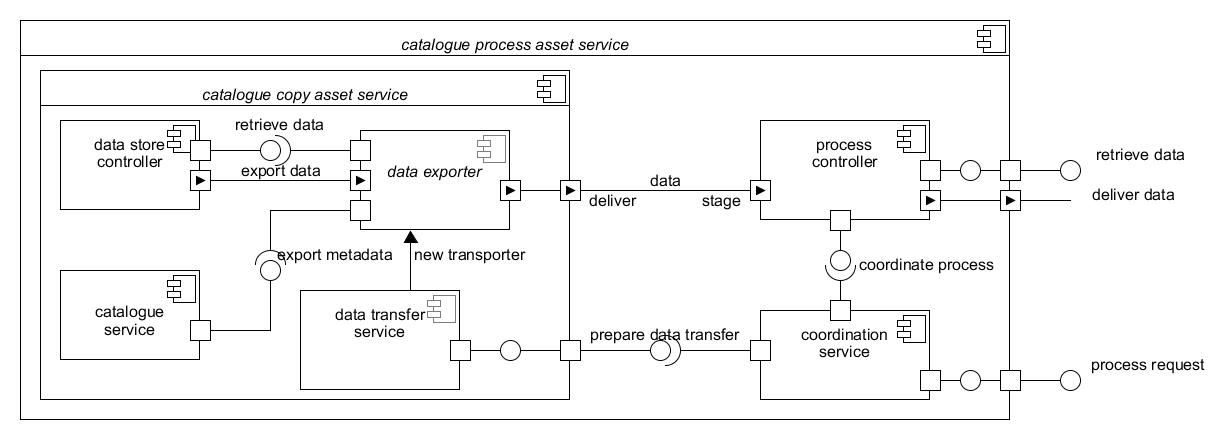 catalogue process asset service
catalogue copy asset service
data store
controller
retrieve data
export data
data exporter
process
controller
retrieve data
deliver data
data
deliver
stage
export metadata
new transporter
coordinate process
catalogue
service
data transfer
service
prepare data transfer
coordination
service
process request